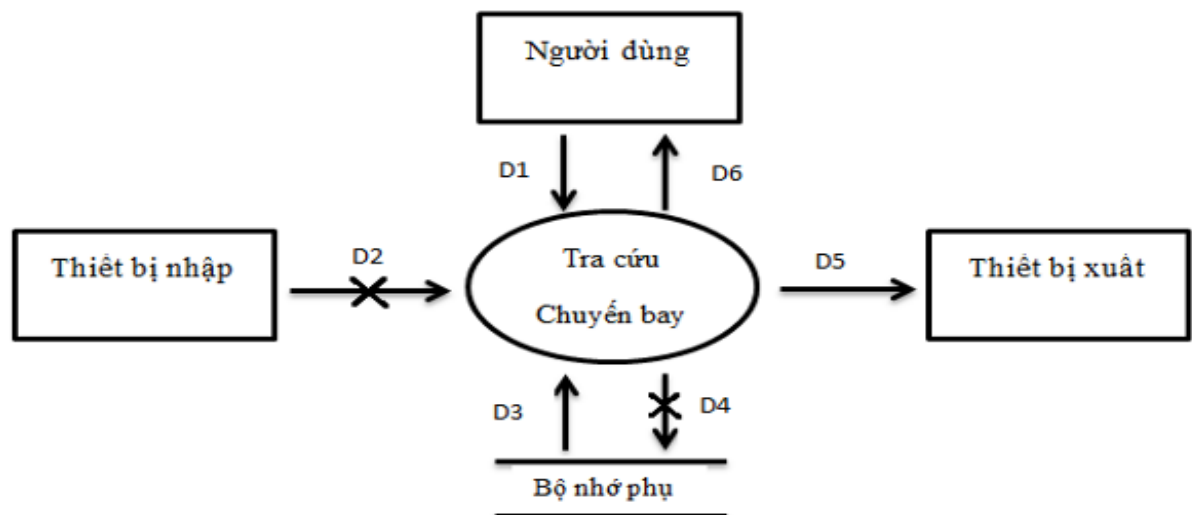 Người dùng
D1
D6
Thiết bị nhập
D2
Tra cứu
Chuyến bay
D5
Thiết bị xuất
D3
D4
Bộ nhớ phụ